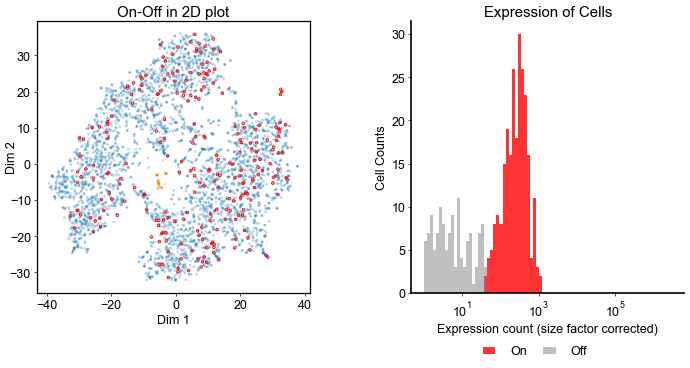 On-Off in 2D plot
Dim 2
30
20
10
0
−10
−20
−30
−40
−20
0
20
40
Dim 1
Expression of Cells
Cell Counts
30
25
20
15
10
5
0
10^1
10^3
10^5
Expression count (size factor corrected)
On
Off